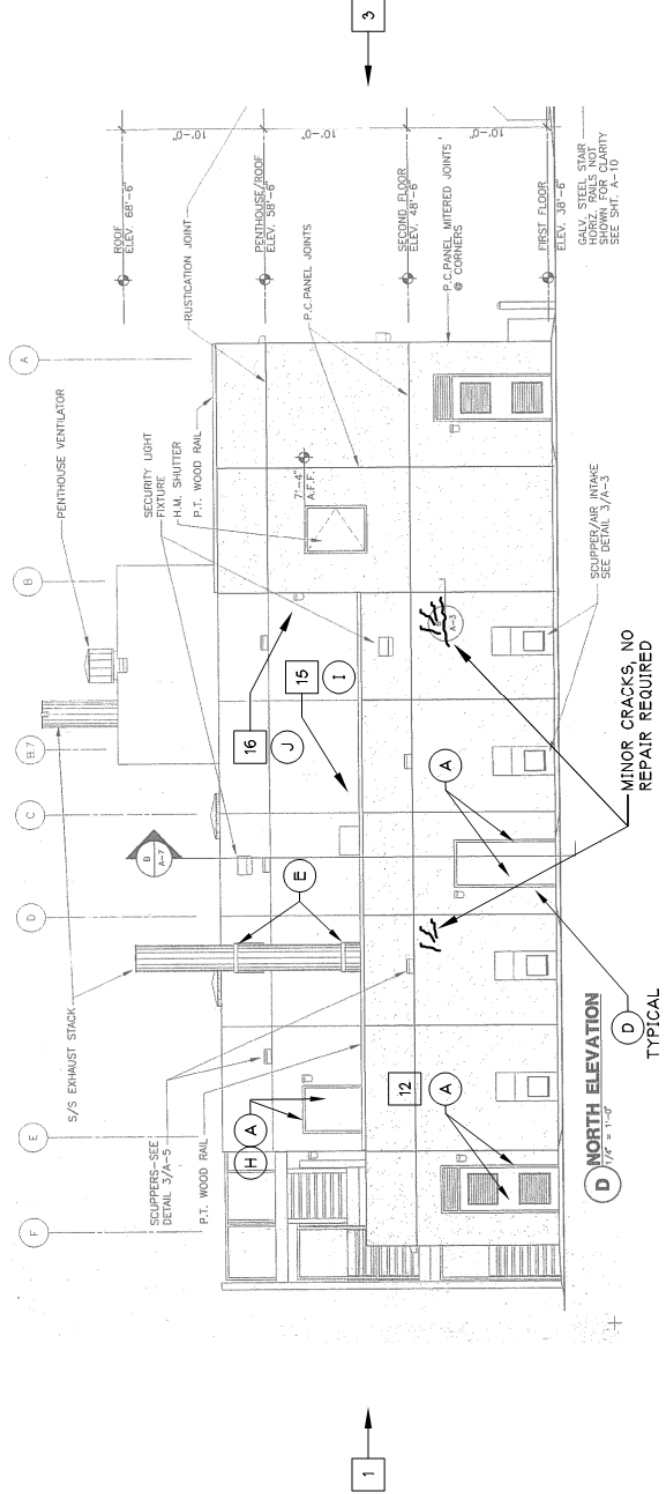 3
A
B
B.7
C
D
E
F
PENTHOUSE VENTILATOR
S/S EXHAUST STACK
SECURITY LIGHT
FIXTURE
H.M. SHUTTER
P.T. WOOD RAIL
RUSTICATION JOINT
P.C.PANEL JOINTS
P.C.PANEL MITERED JOINTS
@ CORNERS
ROOF
ELEV. 68'-6"
PENTHOUSE/ROOF
ELEV. 58'-6"
SECOND FLOOR
ELEV. 48'-6"
FIRST FLOOR
ELEV. 38'-6"
10'-0"
10'-0"
10'-0"
GALV. STEEL STAIR
HORIZ. RAILS NOT
SHOWN FOR CLARITY
SEE SHT. A-10
7'-4"
A.F.F.
SCUPPERS-SEE
DETAIL 3/A-5
P.T. WOOD RAIL
B
A-7
16
J
15
I
E
H
A
12
A
A
A-3
SCUPPER/AIR INTAKE
SEE DETAIL 3/A-3
MINOR CRACKS, NO
REPAIR REQUIRED
D
TYPICAL
D
NORTH ELEVATION
1/4" = 1'-0"
1